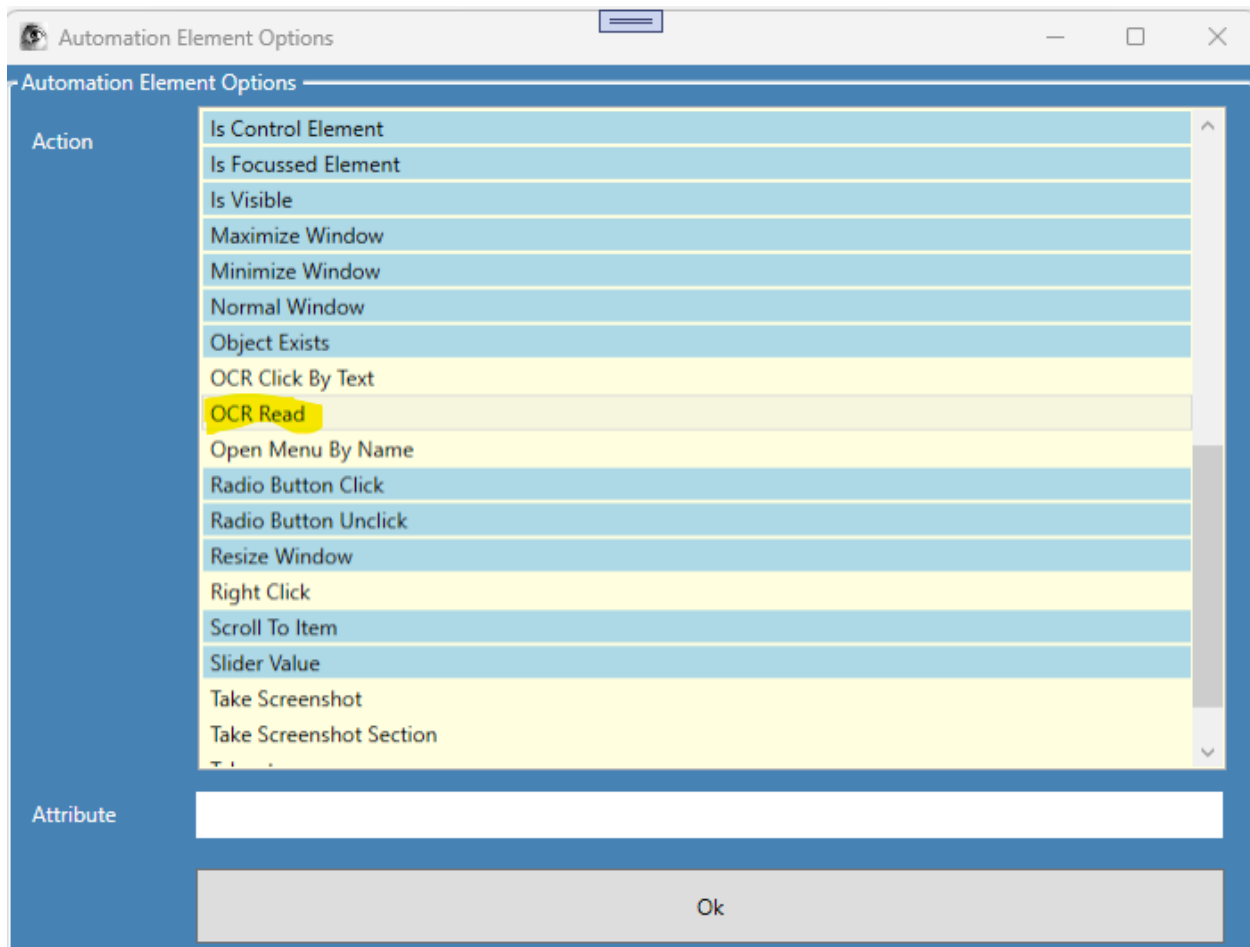 Automation Element Options
Automation Element Options
Action
Is Control Element
Is Focussed Element
Is Visible
Maximize Window
Minimize Window
Normal Window
Object Exists
OCR Click By Text
OCR Read
Open Menu By Name
Radio Button Click
Radio Button Unclick
Resize Window
Right Click
Scroll To Item
Slider Value
Take Screenshot
Take Screenshot Section
Attribute
Ok